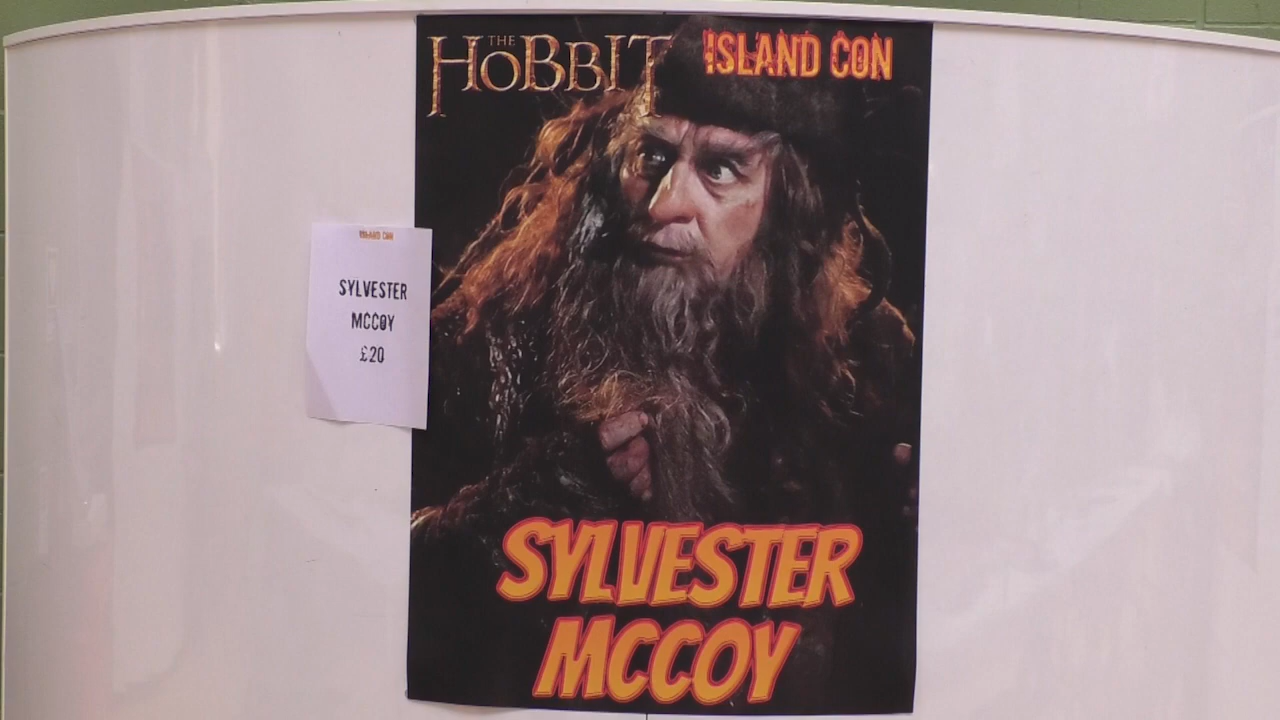 THE
HOBBIT
ISLAND CON
ISLAND CON
SYLVESTER
MCCOY
£20
SYLVESTER
MCCOY